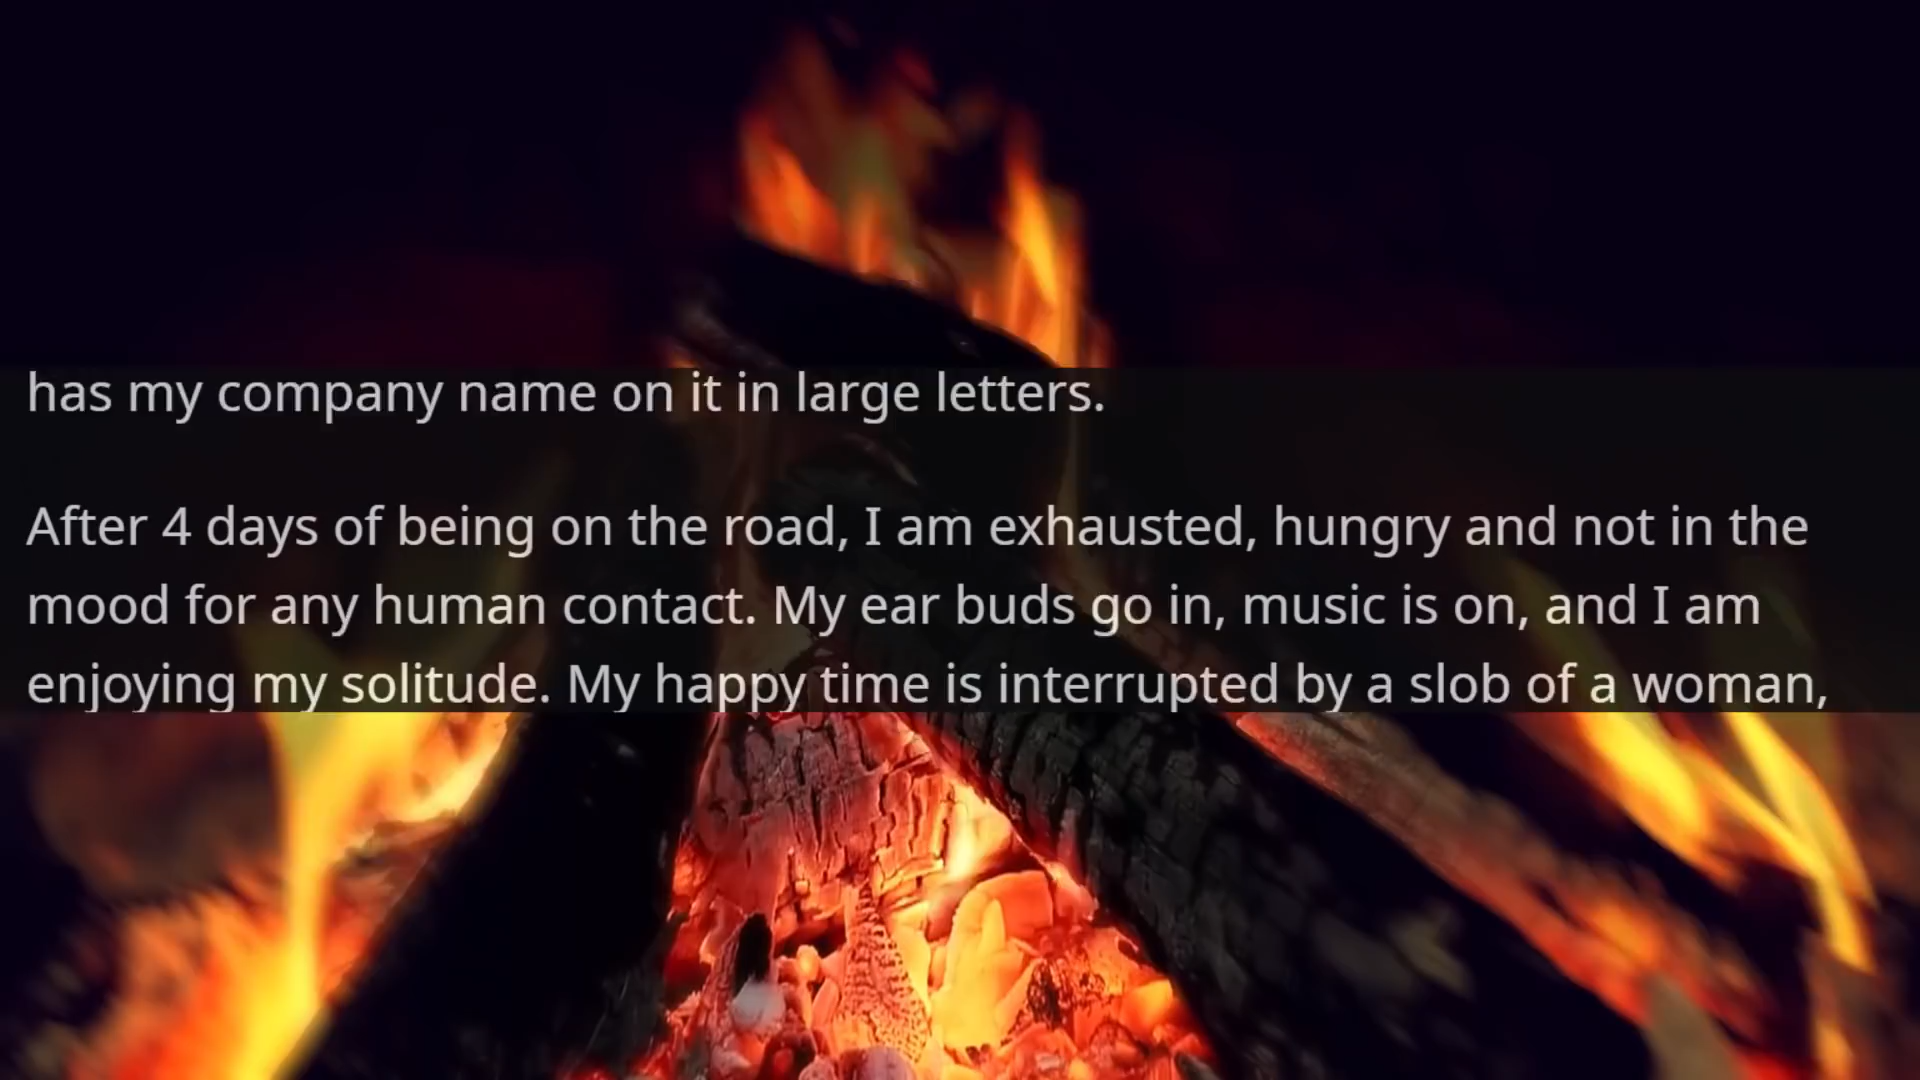 has my company name on it in large letters.
After 4 days of being on the road, I am exhausted, hungry and not in the
mood for any human contact. My ear buds go in, music is on, and I am
enjoying my solitude. My happy time is interrupted by a slob of a woman,